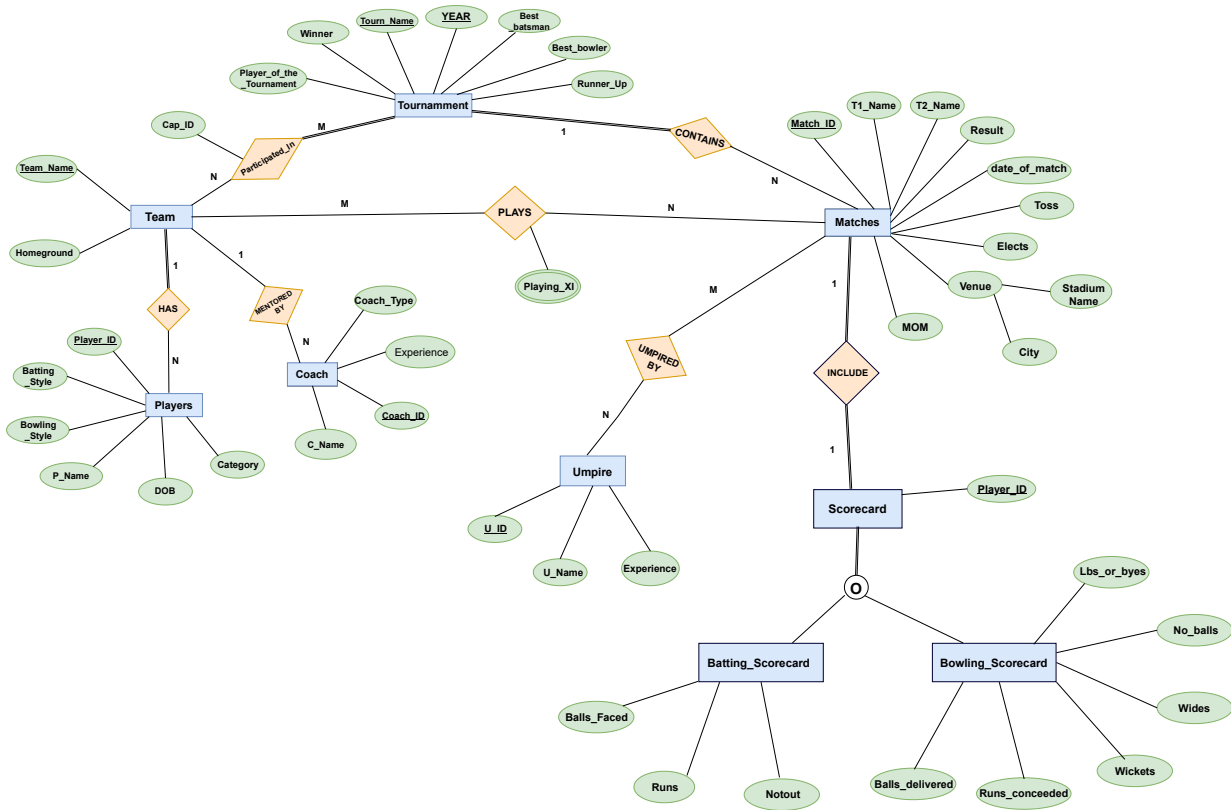 Best
_batsman
YEAR
Tourn_Name
Winner
Best_bowler
Player_of_the
_Tournament
Runner_Up
Tournamment
T1_Name
T2_Name
Match_ID
Result
Cap_ID
M
1
CONTAINS
Participated_In
date_of_match
Team_Name
N
N
Toss
Team
M
PLAYS
N
Matches
Elects
Homeground
1
1
Playing_XI
Venue
Stadium
Name
M
1
HAS
MENTORED
BY
Coach_Type
MOM
City
Player_ID
N
N
Experience
UMPIRED
BY
INCLUDE
Batting
_Style
Coach
Players
Bowling
_Style
Coach_ID
N
C_Name
1
Category
P_Name
DOB
Umpire
Player_ID
Scorecard
U_ID
U_Name
Experience
Lbs_or_byes
O
No_balls
Batting_Scorecard
Bowling_Scorecard
Balls_Faced
Wides
Wickets
Runs
Notout
Balls_delivered
Runs_conceeded